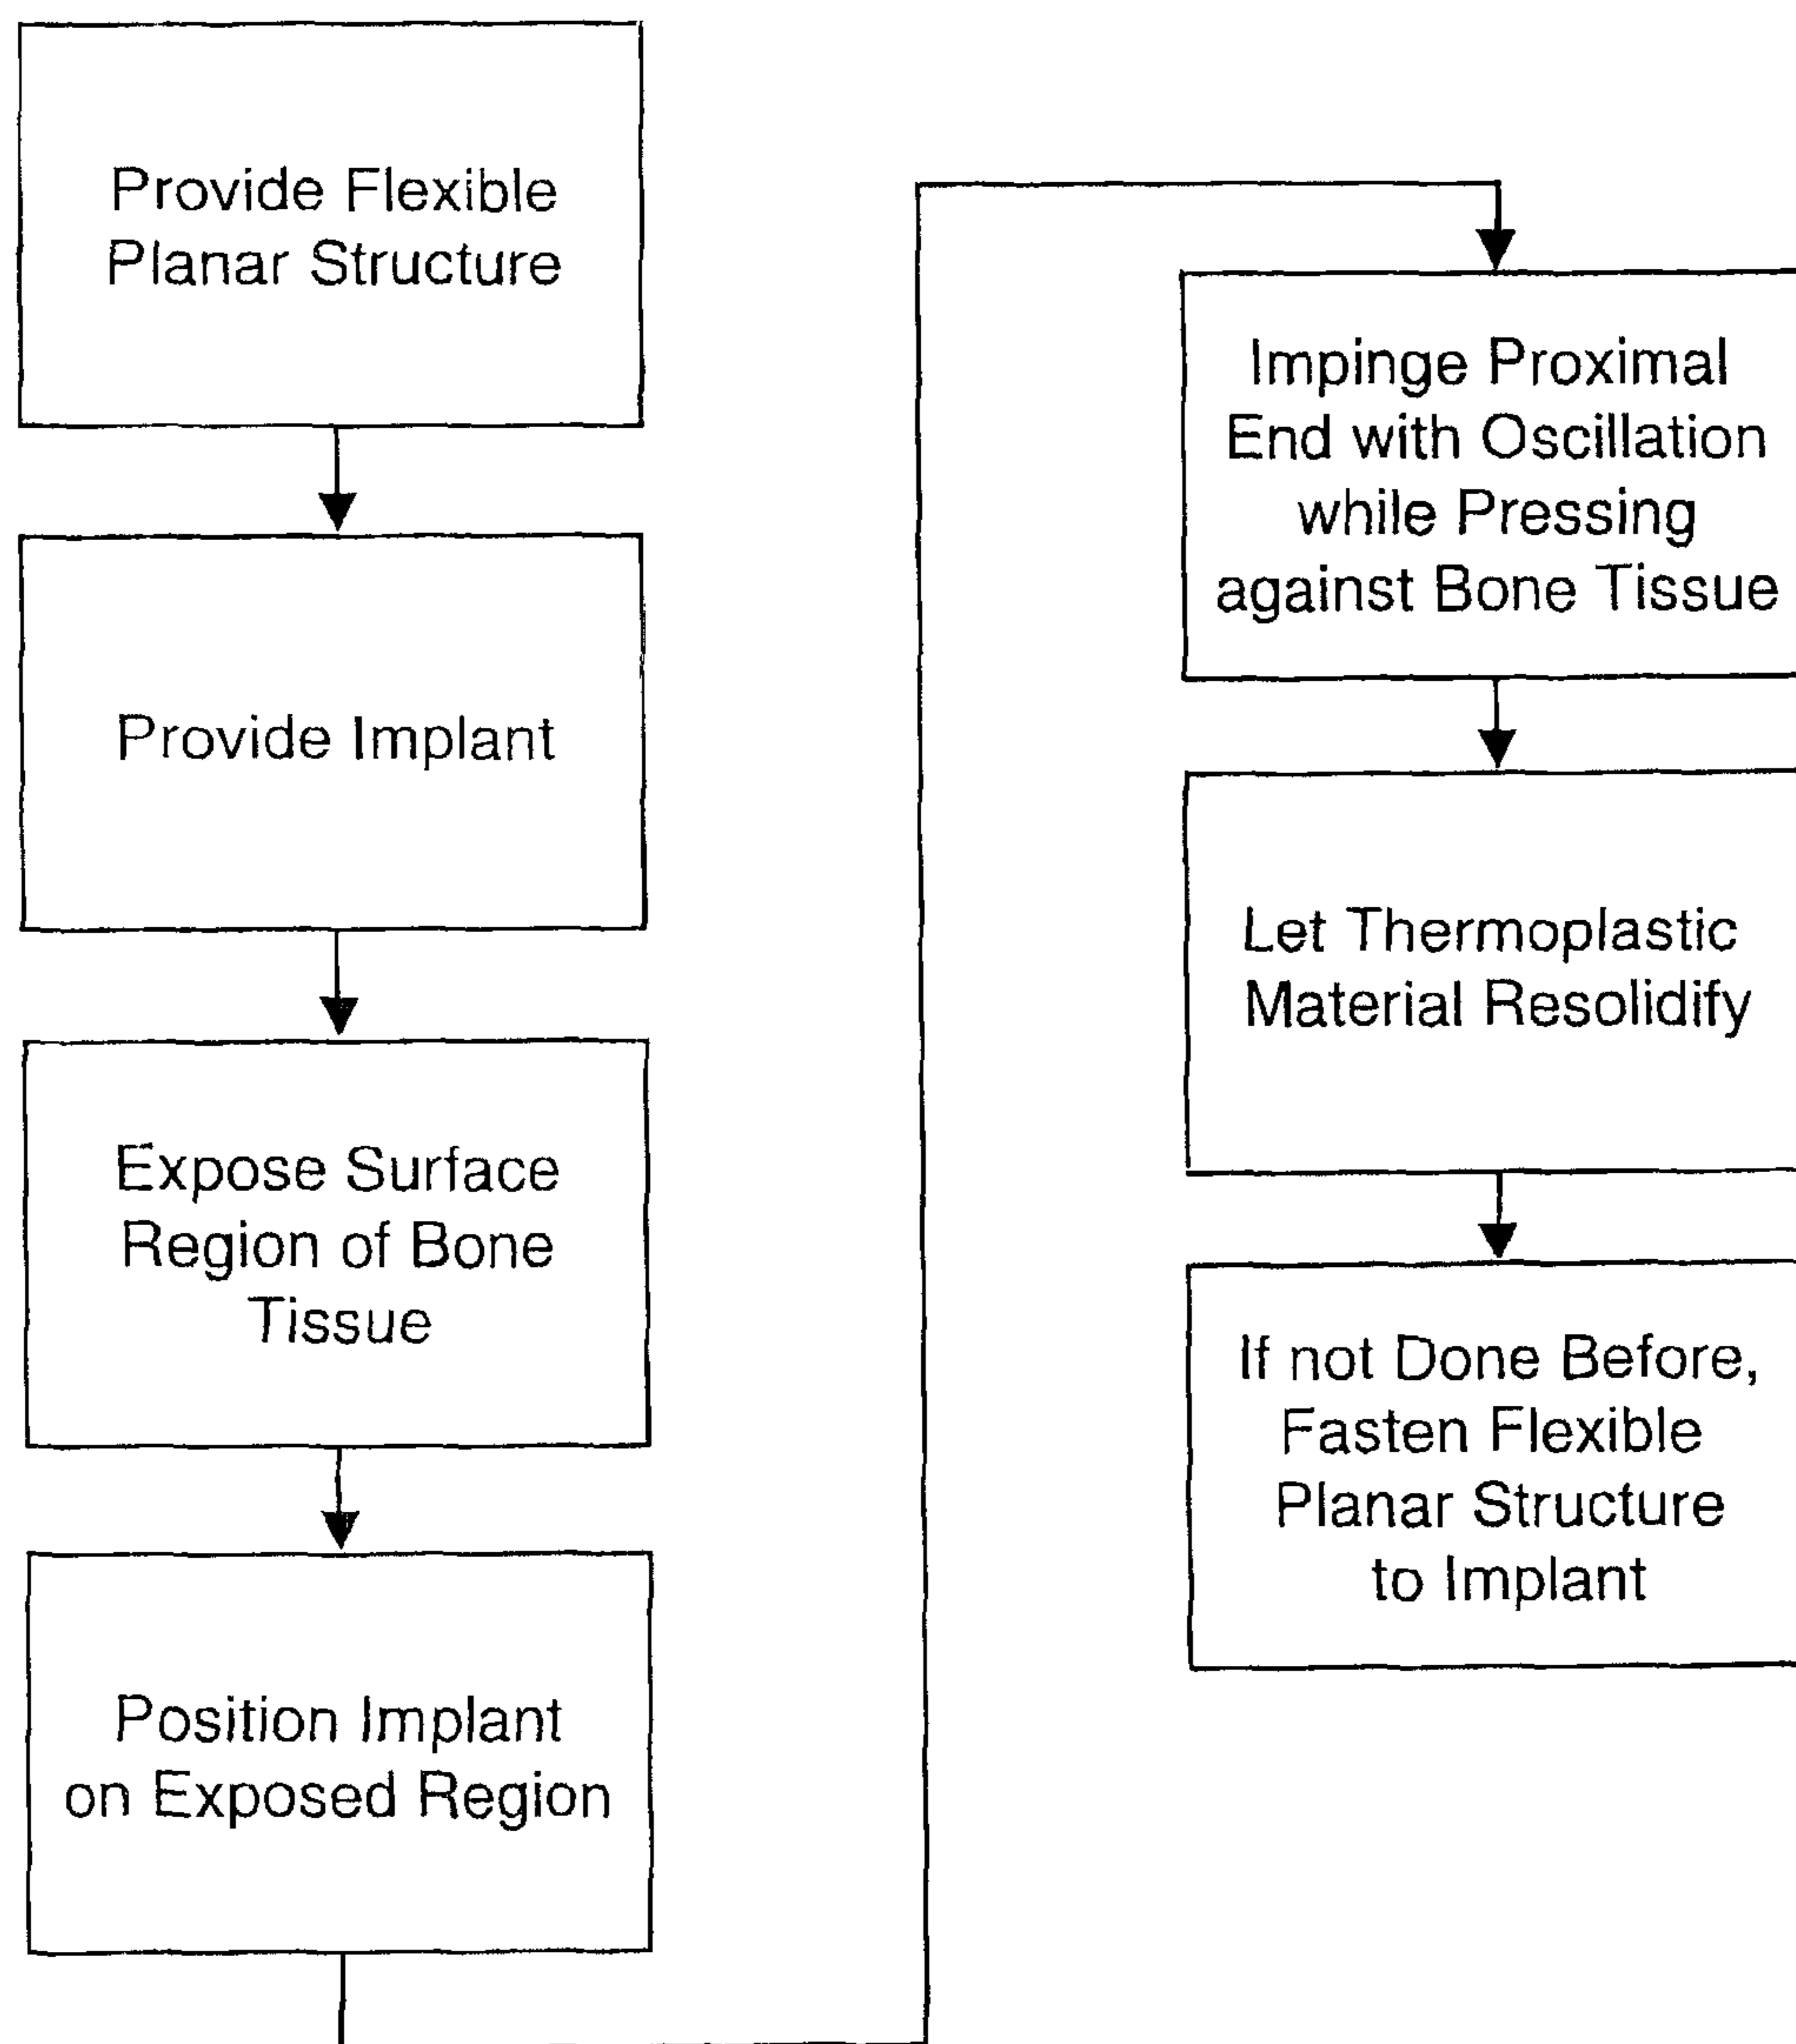 Provide Flexible
Planar Structure
Provide Implant
Expose Surface
Region of Bone
Tissue
Position Implant
on Exposed Region
Impinge Proximal
End with Oscillation
while Pressing
against Bone Tissue
Let Thermoplastic
Material Resolidify
If not Done Before,
Fasten Flexible
Planar Structure
to Implant